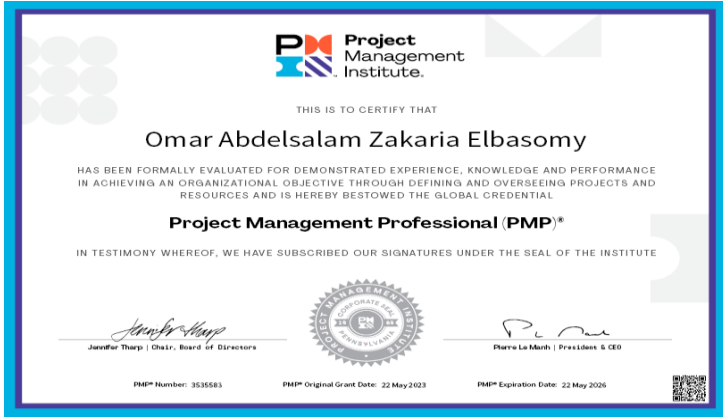 PM
Project
Management
Institute.
THIS IS TO CERTIFY THAT
Omar Abdelsalam Zakaria Elbasomy
HAS BEEN FORMALLY EVALUATED FOR DEMONSTRATED EXPERIENCE, KNOWLEDGE AND PERFORMANCE
IN ACHIEVING AN ORGANIZATIONAL OBJECTIVE THROUGH DEFINING AND OVERSEEING PROJECTS AND
RESOURCES AND IS HEREBY BESTOWED THE GLOBAL CREDENTIAL
Project Management Professional (PMP)®
IN TESTIMONY WHEREOF, WE HAVE SUBSCRIBED OUR SIGNATURES UNDER THE SEAL OF THE INSTITUTE
PROJECT MANAGEMENT INSTITUTE
CORPORATE SEAL
PENNSYLVANIA
Jennifer Tharp
Jennifer Tharp | Chair, Board of Directors
Pierre Le Manh | President & CEO
PMP® Number: 3535583
PMP® Original Grant Date: 22 May 2023
PMP® Expiration Date: 22 May 2026